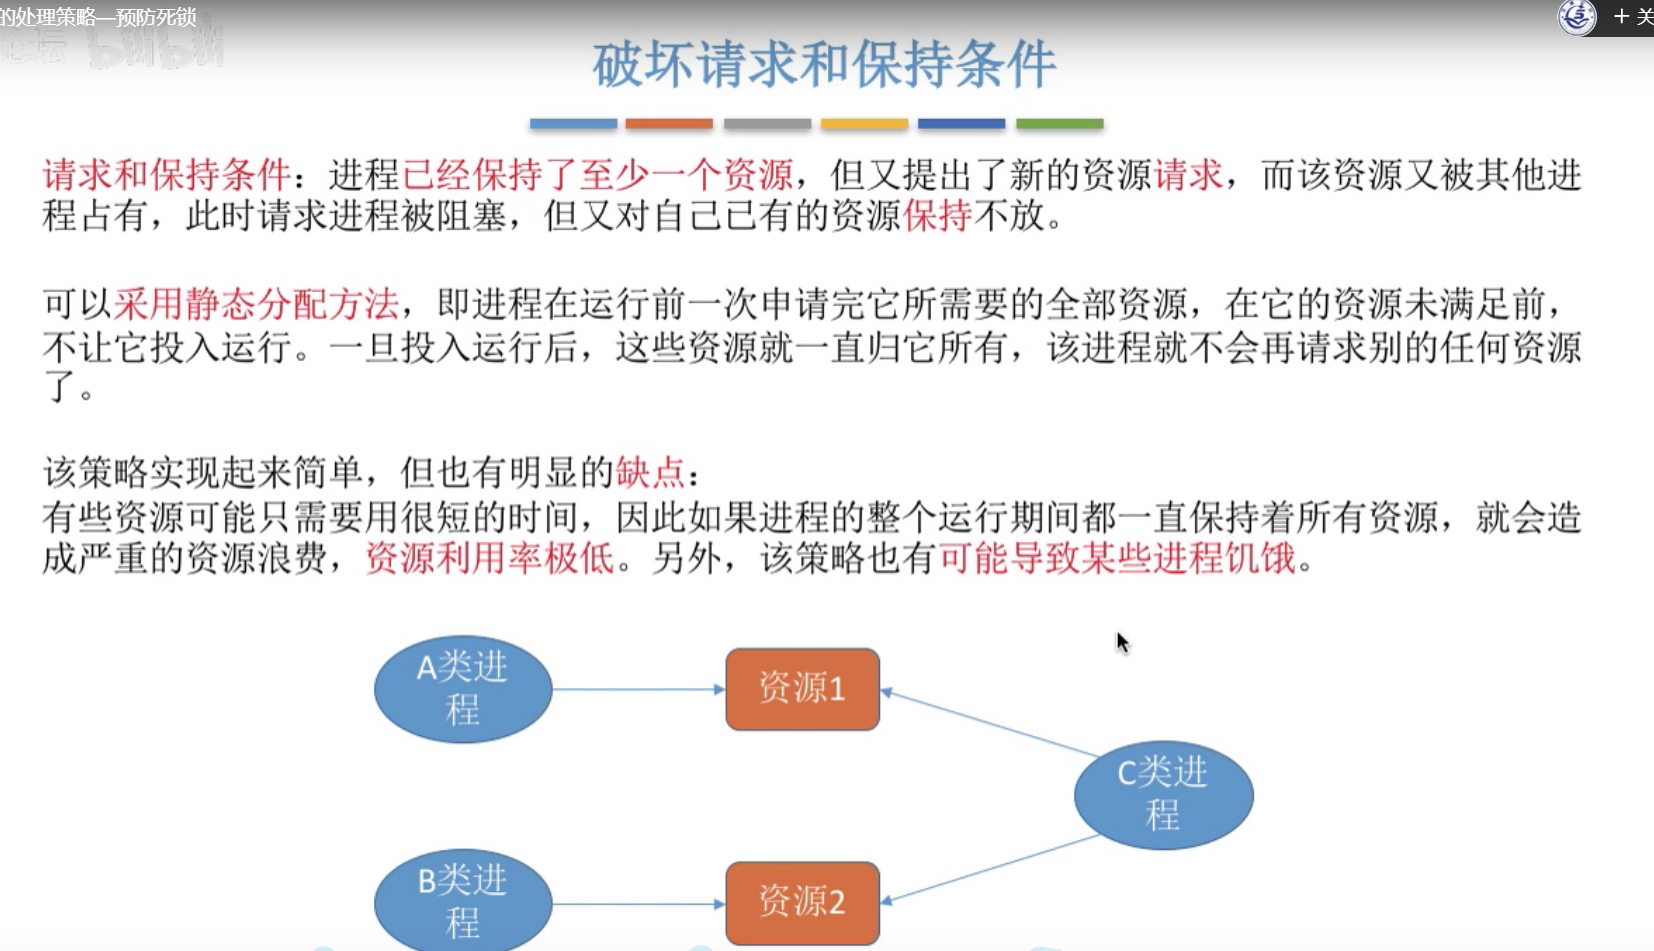 的处理策略—预防死锁
+ 关
bilibili
破坏请求和保持条件
请求和保持条件：进程已经保持了至少一个资源，但又提出了新的资源请求，而该资源又被其他进
程占有，此时请求进程被阻塞，但又对自己已有的资源保持不放。
可以采用静态分配方法，即进程在运行前一次申请完它所需要的全部资源，在它的资源未满足前，
不让它投入运行。一旦投入运行后，这些资源就一直归它所有，该进程就不会再请求别的任何资源
了。
该策略实现起来简单，但也有明显的缺点：
有些资源可能只需要用很短的时间，因此如果进程的整个运行期间都一直保持着所有资源，就会造
成严重的资源浪费，资源利用率极低。另外，该策略也有可能导致某些进程饥饿。
A类进
程
资源1
C类进
程
B类进
程
资源2